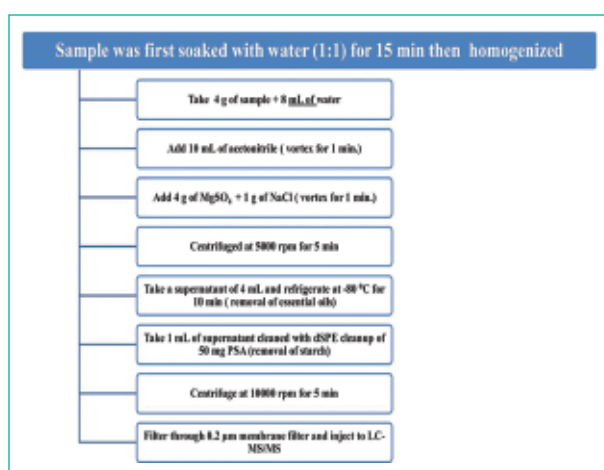 Sample was first soaked with water (1:1) for 15 min then homogenized
Take 4 g of sample + 8 mL of water
Add 10 mL of acetonitrile ( vortex for 1 min.)
Add 4 g of MgSO₄ + 1 g of NaCl ( vortex for 1 min.)
Centrifuged at 5000 rpm for 5 min
Take a supernatant of 4 mL and refrigerate at -80 ⁰C for
10 min ( removal of essential oils)
Take 1 mL of supernatant cleaned with dSPE cleanup of
50 mg PSA (removal of starch)
Centrifuge at 10000 rpm for 5 min
Filter through 0.2 µm membrane filter and inject to LC-
MS/MS